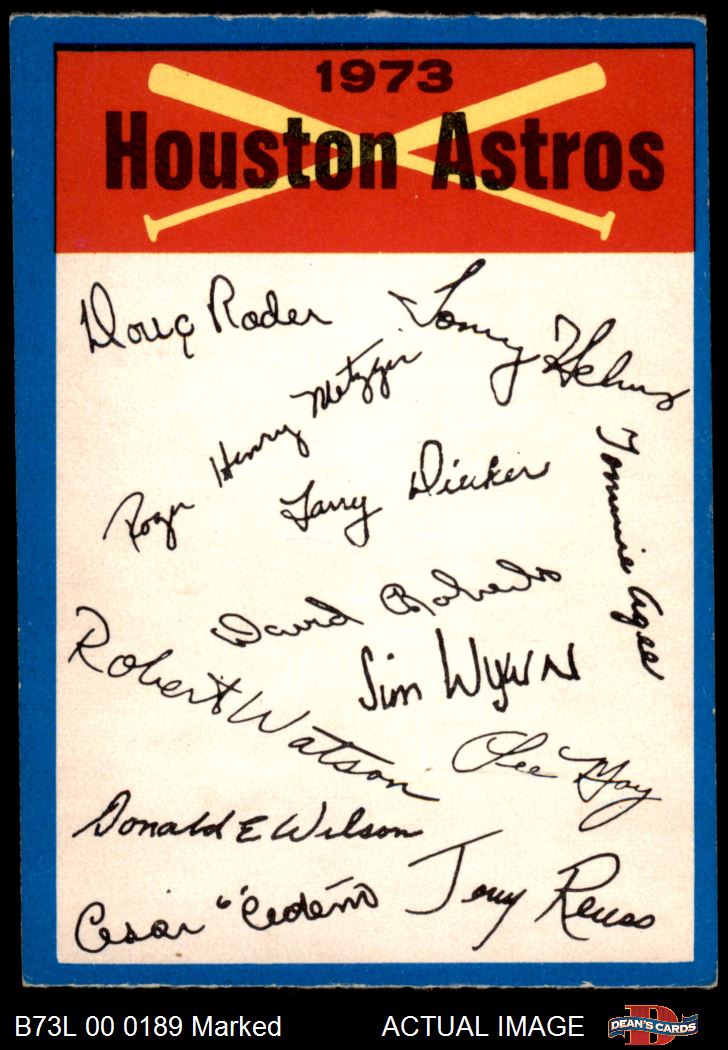 1973
Houston Astros
Doug Rader
Tommy Helms
Roger Henry Metzger
Larry Dierker
Tommie Agee
David Roberts
Jim Wynn
Robert Watson
Lee May
Donald E Wilson
Cesar "Cedeño
Jerry Reuss
B73L 00 0189 Marked
ACTUAL IMAGE
D
DEAN'S CARDS